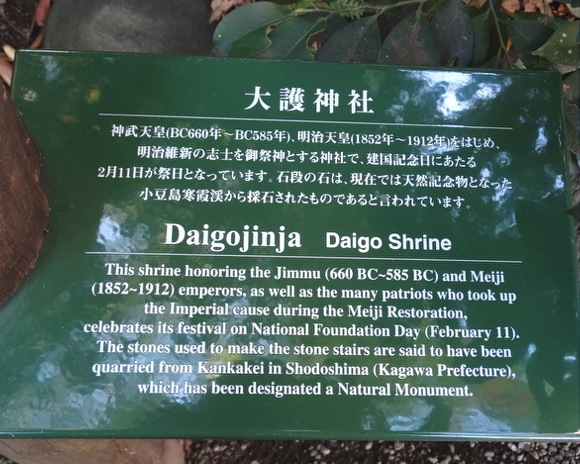 大護神社
神武天皇(BC660年～BC585年)、明治天皇(1852年～1912年)をはじめ、
明治維新の志士を御祭神とする神社で、建国記念日にあたる
2月11日が祭日となっています。石段の石は、現在では天然記念物となった
小豆島寒霞渓から採石されたものであると言われています。
Daigojinja Daigo Shrine
This shrine honoring the Jimmu (660 BC~585 BC) and Meiji
(1852~1912) emperors, as well as the many patriots who took up
the Imperial cause during the Meiji Restoration,
celebrates its festival on National Foundation Day (February 11).
The stones used to make the stone stairs are said to have been
quarried from Kankakei in Shodoshima (Kagawa Prefecture),
which has been designated a Natural Monument.